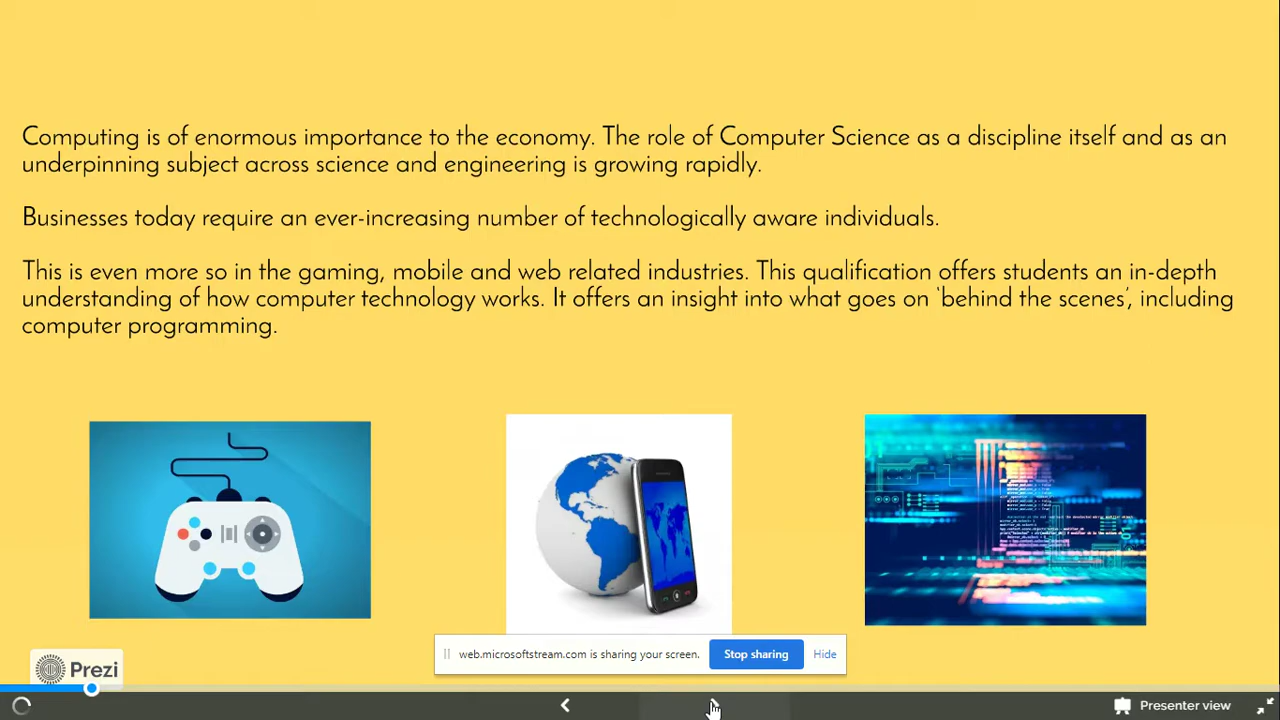 Computing is of enormous importance to the economy. The role of Computer Science as a discipline itself and as an
underpinning subject across science and engineering is growing rapidly.
Businesses today require an ever-increasing number of technologically aware individuals.
This is even more so in the gaming, mobile and web related industries. This qualification offers students an in-depth
understanding of how computer technology works. It offers an insight into what goes on ‘behind the scenes’, including
computer programming.
web.microsoftstream.com is sharing your screen. Stop sharing Hide
Prezi
Presenter view